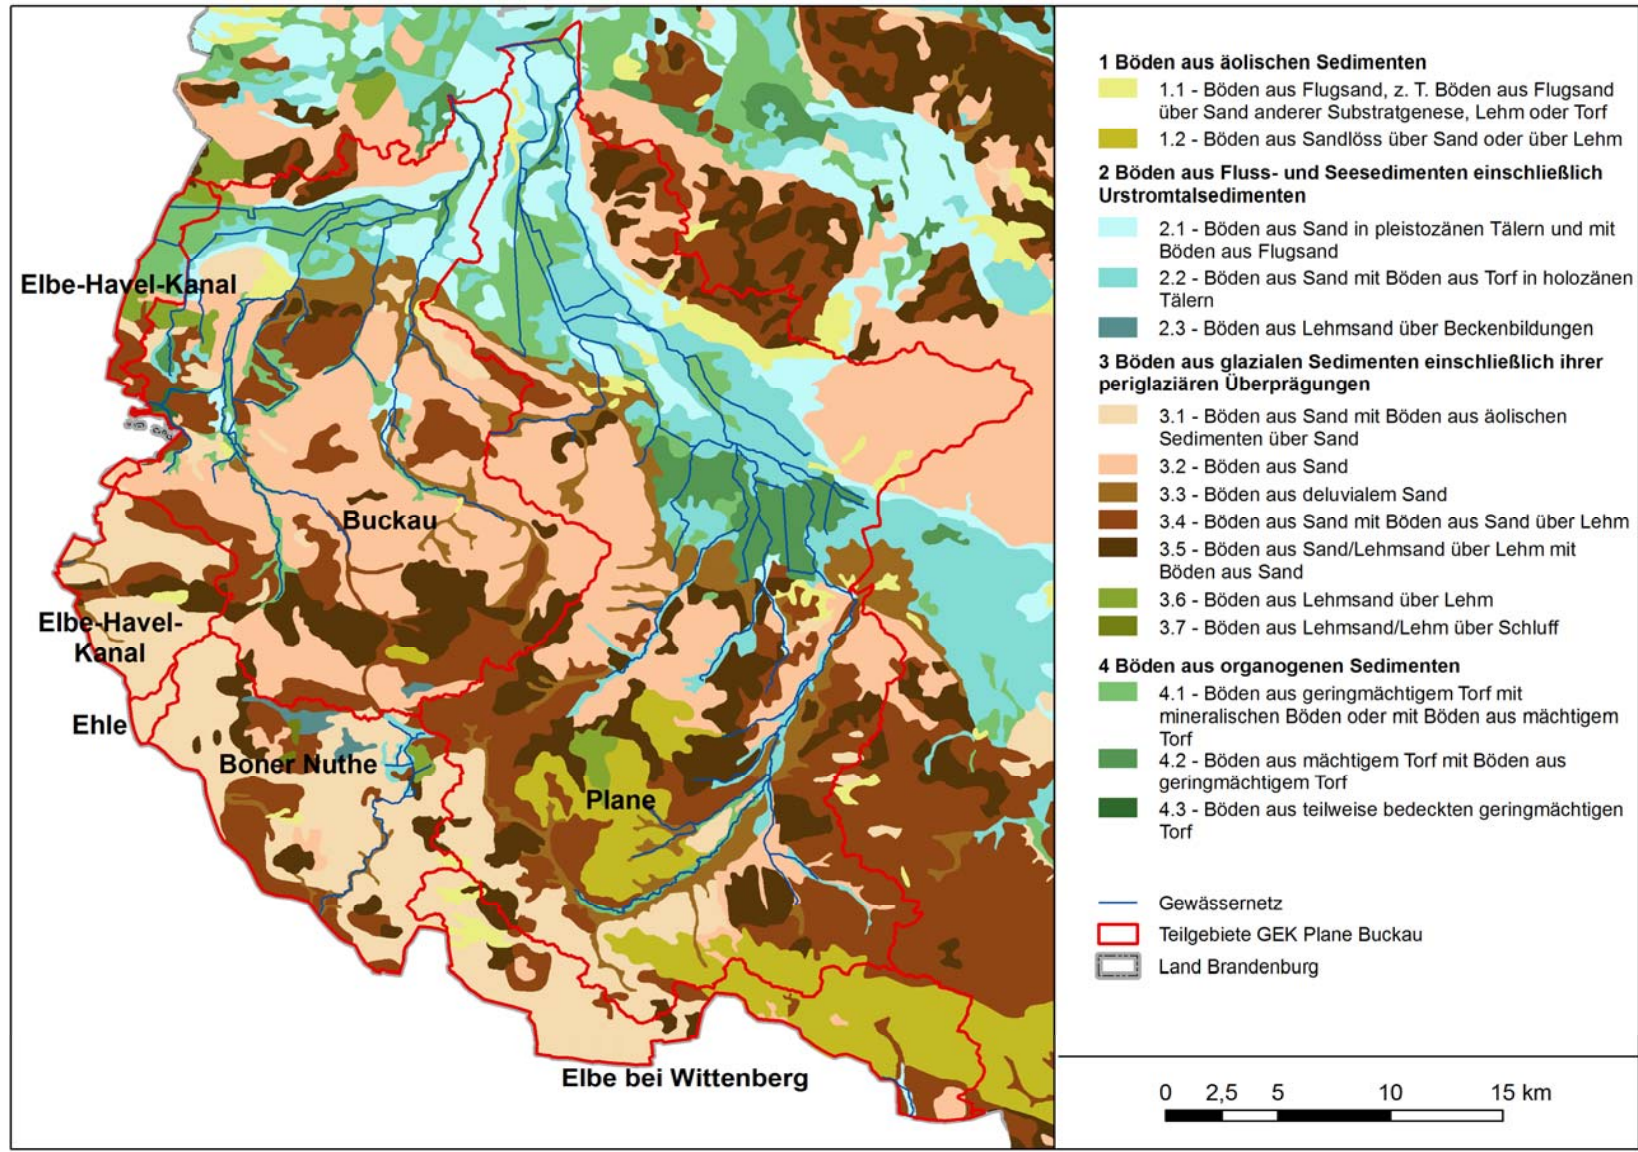 Elbe-Havel-Kanal
Buckau
Elbe-Havel-
Kanal
Ehle
Boner Nuthe
Plane
Elbe bei Wittenberg
1 Böden aus äolischen Sedimenten
1.1 - Böden aus Flugsand, z. T. Böden aus Flugsand
über Sand anderer Substratgenese, Lehm oder Torf
1.2 - Böden aus Sandlöss über Sand oder über Lehm
2 Böden aus Fluss- und Seesedimenten einschließlich
Urstromtalsedimenten
2.1 - Böden aus Sand in pleistozänen Tälern und mit
Böden aus Flugsand
2.2 - Böden aus Sand mit Böden aus Torf in holozänen
Tälern
2.3 - Böden aus Lehmsand über Beckenbildungen
3 Böden aus glazialen Sedimenten einschließlich ihrer
periglaziären Überprägungen
3.1 - Böden aus Sand mit Böden aus äolischen
Sedimenten über Sand
3.2 - Böden aus Sand
3.3 - Böden aus deluvialem Sand
3.4 - Böden aus Sand mit Böden aus Sand über Lehm
3.5 - Böden aus Sand/Lehmsand über Lehm mit
Böden aus Sand
3.6 - Böden aus Lehmsand über Lehm
3.7 - Böden aus Lehmsand/Lehm über Schluff
4 Böden aus organogenen Sedimenten
4.1 - Böden aus geringmächtigem Torf mit
mineralischen Böden oder mit Böden aus mächtigem
Torf
4.2 - Böden aus mächtigem Torf mit Böden aus
geringmächtigem Torf
4.3 - Böden aus teilweise bedeckten geringmächtigen
Torf
Gewässernetz
Teilgebiete GEK Plane Buckau
Land Brandenburg
0 2,5 5 10 15 km